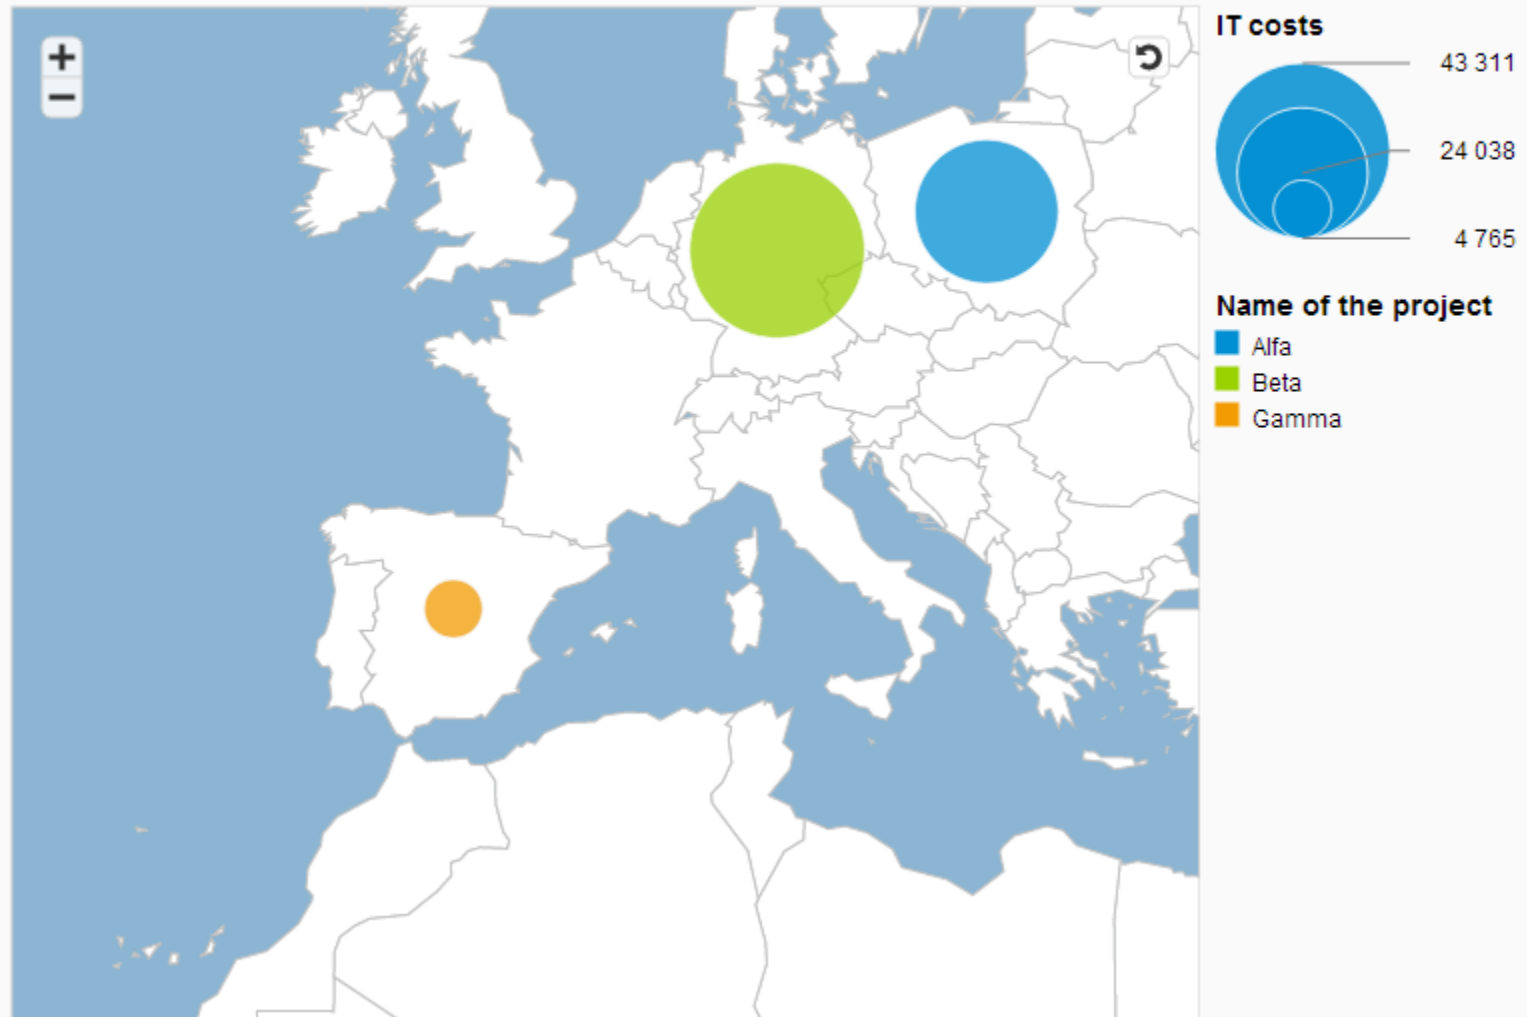 IT costs
43 311
24 038
4 765
Name of the project
Alfa
Beta
Gamma